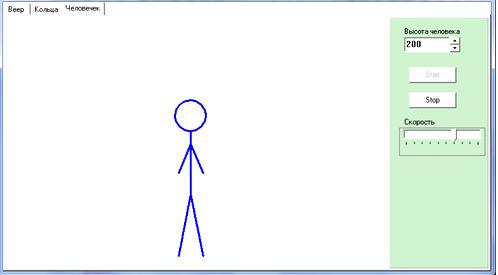 Веер Кольца Человечек
Высота человека
200
Start
Stop
Скорость